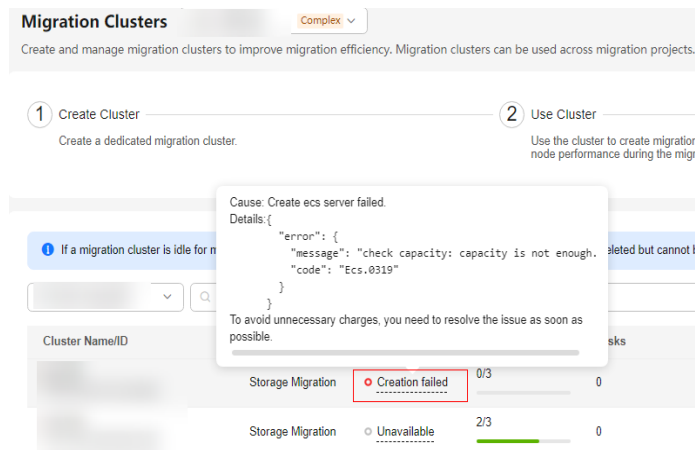 Migration Clusters
Complex
Create and manage migration clusters to improve migration efficiency. Migration clusters can be used across migration projects.
1 Create Cluster
Create a dedicated migration cluster.
2 Use Cluster
Use the cluster to create migration
node performance during the migr
Cause: Create ecs server failed.
Details:{
"error": {
"message": "check capacity: capacity is not enough.
"code": "Ecs.0319"
}
}
To avoid unnecessary charges, you need to resolve the issue as soon as
possible.
If a migration cluster is idle for m
eleted but cannot b
Cluster Name/ID
sks
Storage Migration Creation failed 0/3 0
Storage Migration Unavailable 2/3 0